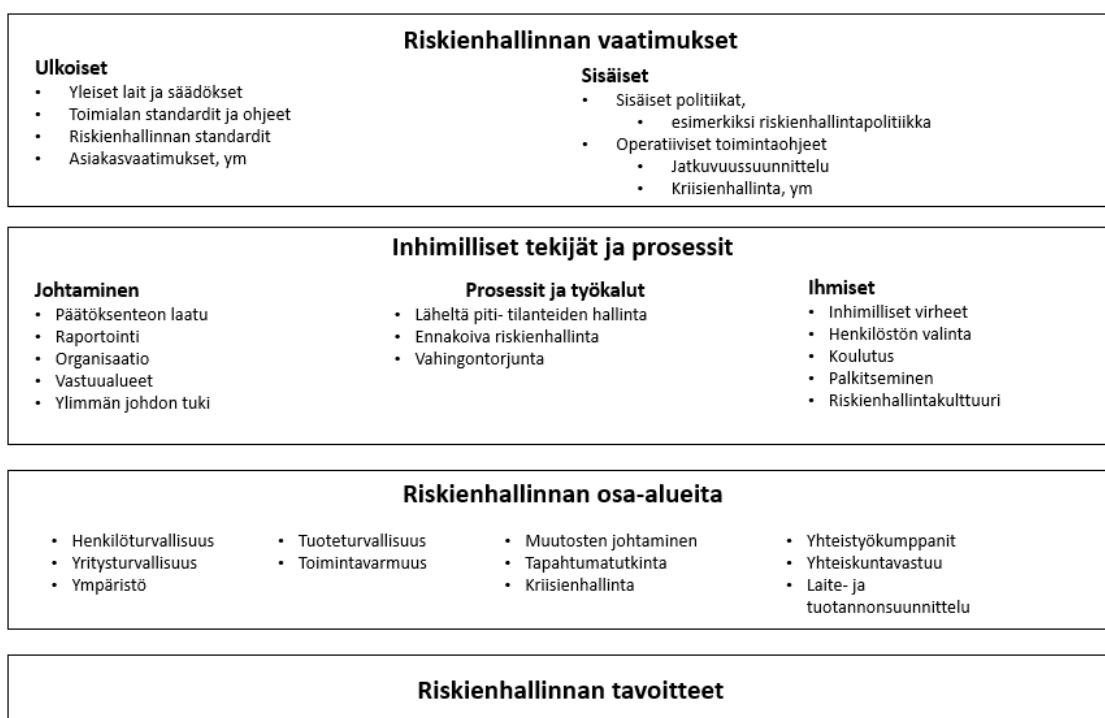 Riskienhallinnan vaatimukset
Ulkoiset
• Yleiset lait ja säädökset
• Toimialan standardit ja ohjeet
• Riskienhallinnan standardit
• Asiakasvaatimukset, ym
Sisäiset
• Sisäiset politiikat,
• esimerkiksi riskienhallintapolitiikka
• Operatiiviset toimintaohjeet
• Jatkuvuussuunnittelu
• Kriisienhallinta, ym
Inhimilliset tekijät ja prosessit
Johtaminen
• Päätöksenteon laatu
• Raportointi
• Organisaatio
• Vastuualueet
• Ylimmän johdon tuki
Prosessit ja työkalut
• Läheltä piti- tilanteiden hallinta
• Ennakoiva riskienhallinta
• Vahingontorjunta
Ihmiset
• Inhimilliset virheet
• Henkilöstön valinta
• Koulutus
• Palkitseminen
• Riskienhallintakulttuuri
Riskienhallinnan osa-alueita
• Henkilöturvallisuus
• Yritysturvallisuus
• Ympäristö
• Tuoteturvallisuus
• Toimintavarmuus
• Muutosten johtaminen
• Tapahtumatutkinta
• Kriisienhallinta
• Yhteistyökumppanit
• Yhteiskuntavastuu
• Laite- ja
tuotannonsuunnittelu
Riskienhallinnan tavoitteet